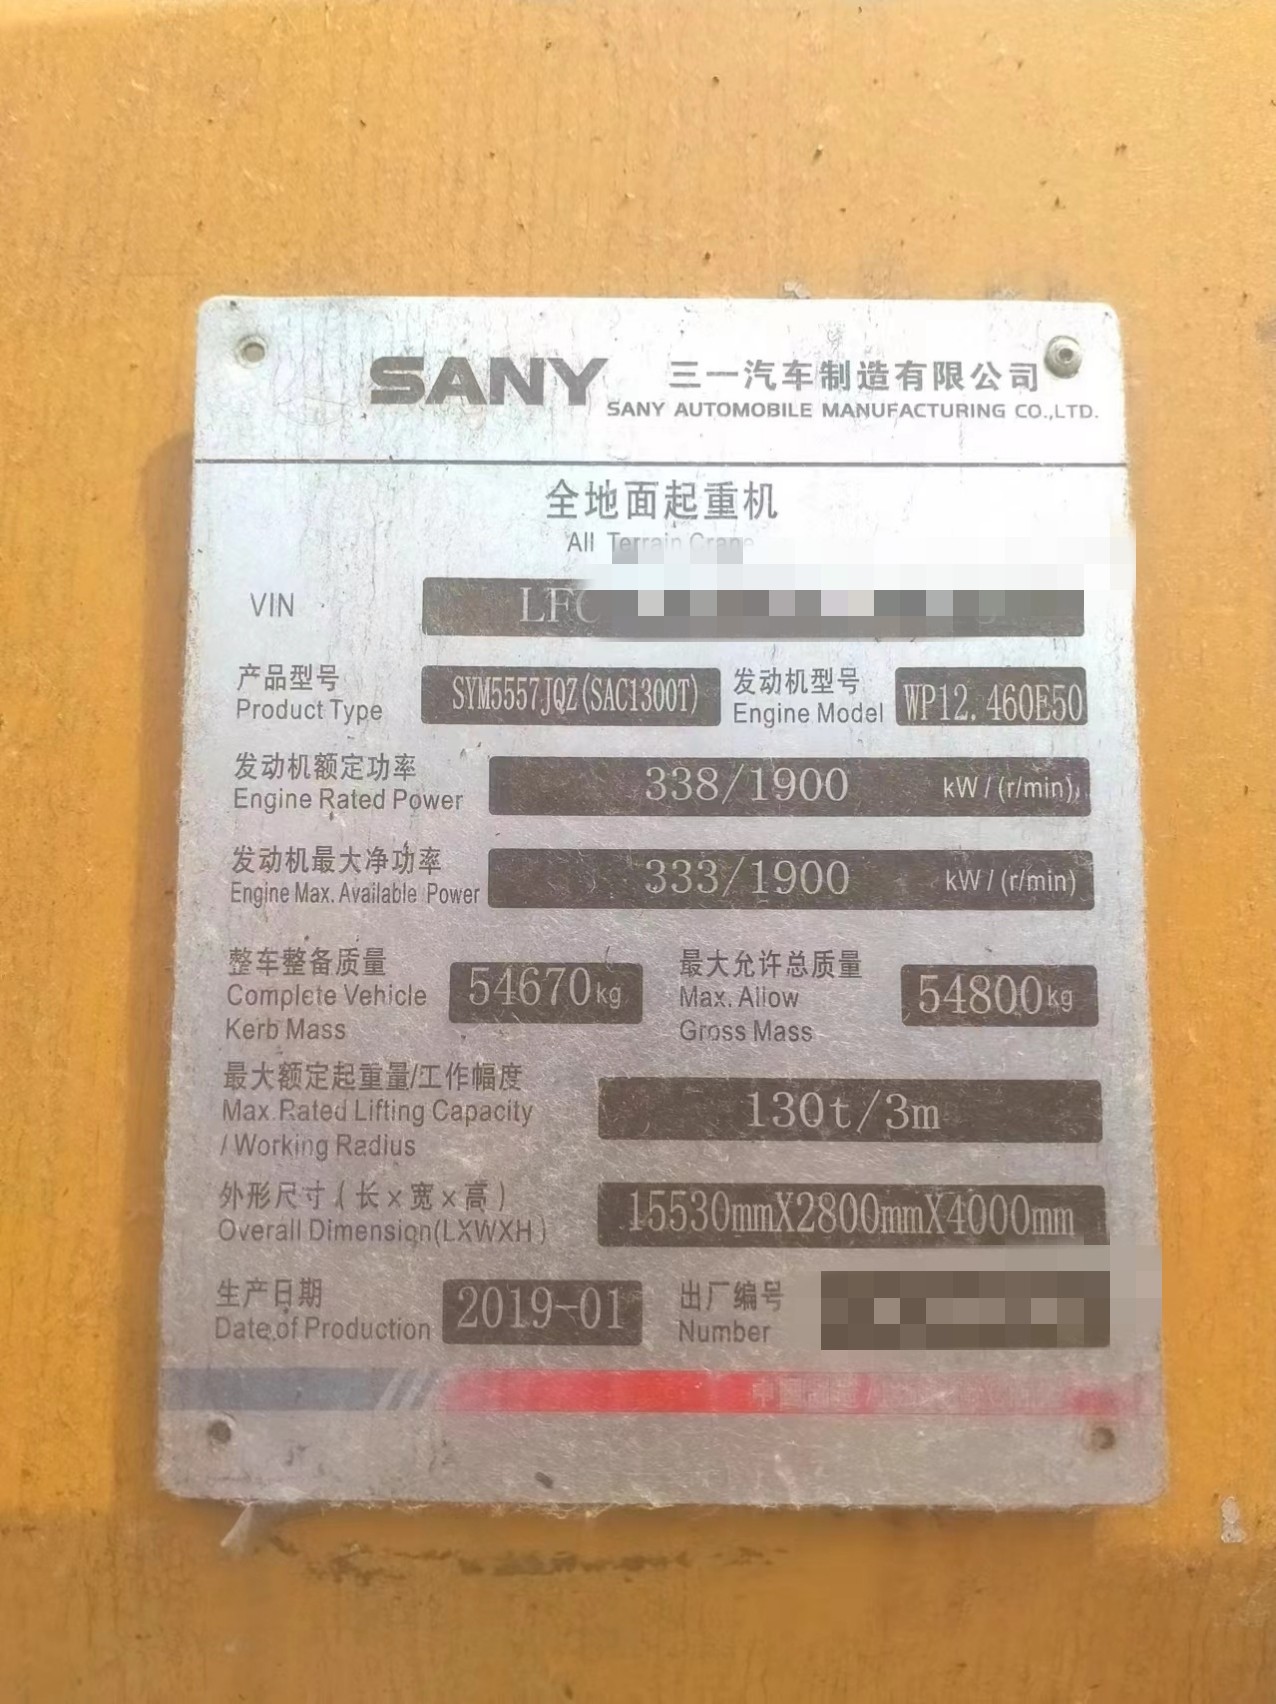 SANY 三一汽车制造有限公司
SANY AUTOMOBILE MANUFACTURING CO.,LTD.
全地面起重机
All Terrain Crane
VIN LFC
产品型号 SYM5557JQZ(SAC1300T) 发动机型号 WP12.460E50
Product Type Engine Model
发动机额定功率 338/1900 kW/(r/min)
Engine Rated Power
发动机最大净功率 333/1900 kW/(r/min)
Engine Max. Available Power
整车整备质量 54670kg 最大允许总质量 54800kg
Complete Vehicle Max. Allow
Kerb Mass Gross Mass
最大额定起重量/工作幅度 130t/3m
Max.Rated Lifting Capacity
/ Working Radius
外形尺寸(长×宽×高) 15530mmX2800mmX4000mm
Overall Dimension(LXWXH)
生产日期 2019-01 出厂编号
Date of Production Number